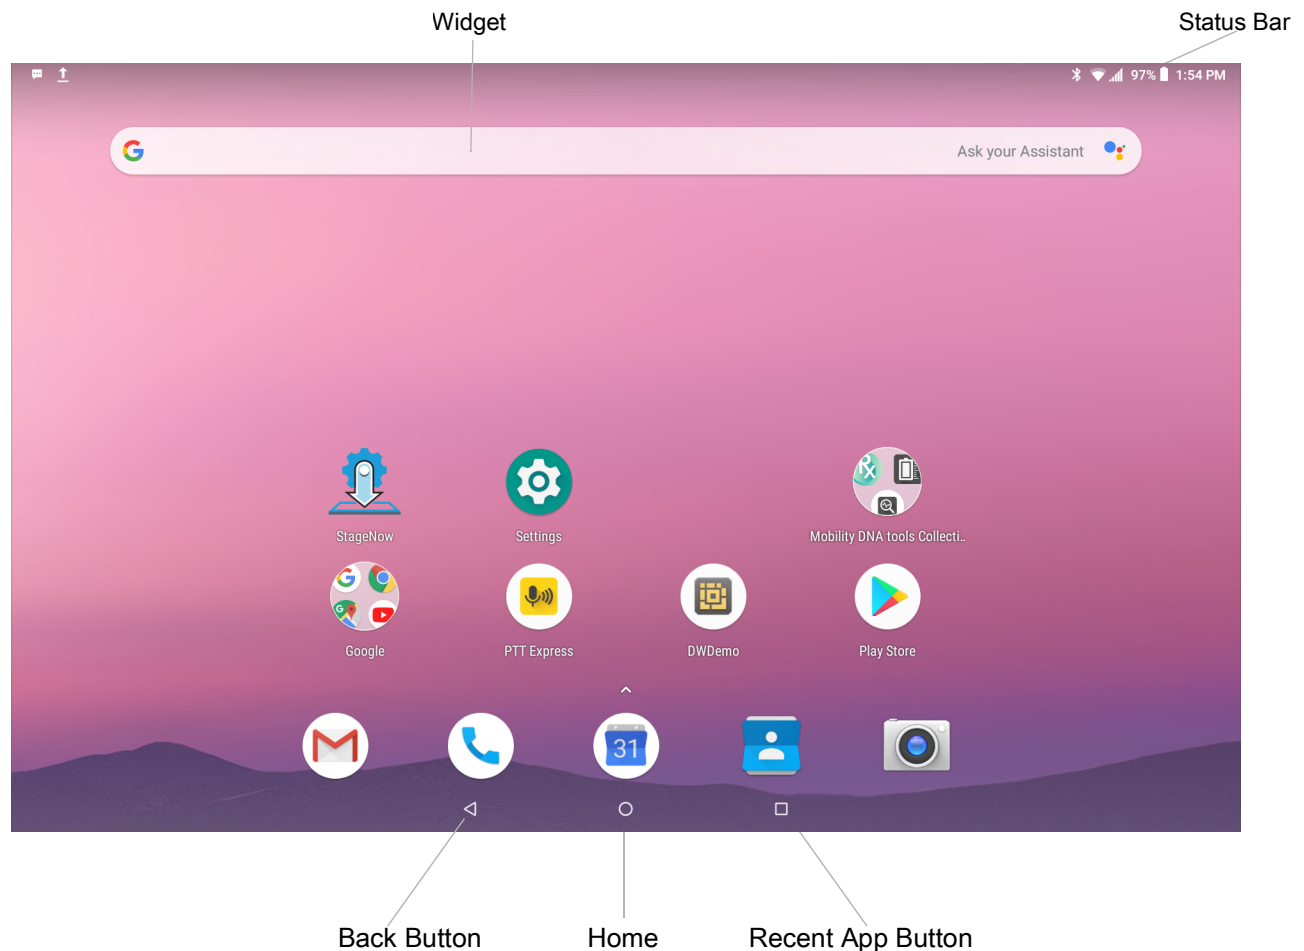 Widget
Status Bar
97% 1:54 PM
G
Ask your Assistant
StageNow
Settings
Mobility DNA tools Collecti..
Google
PTT Express
DWDemo
Play Store
31
Back Button
Home
Recent App Button